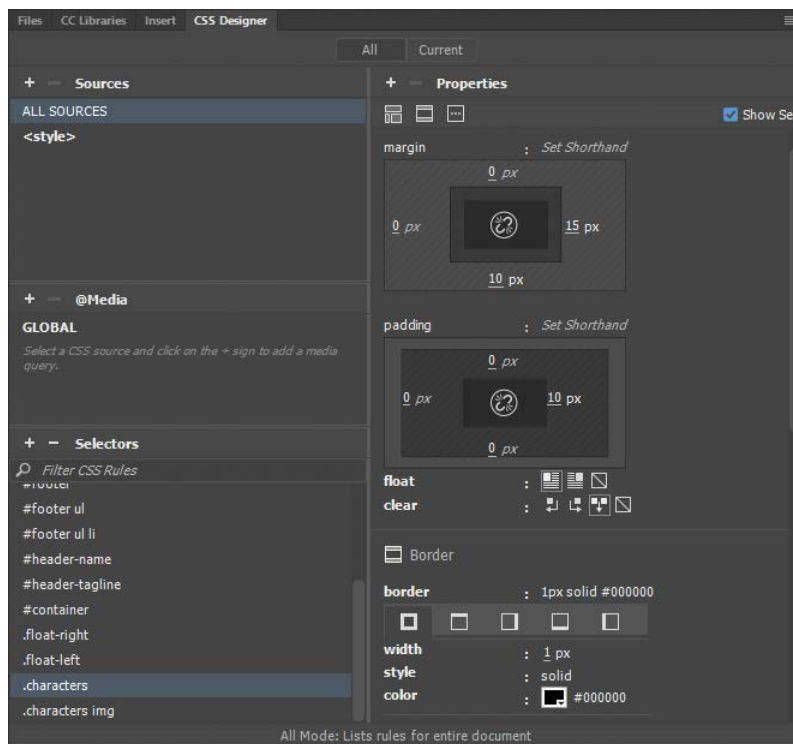 Files CC Libraries Insert CSS Designer
All Current
+ − Sources
ALL SOURCES
<style>
+ − @Media
GLOBAL
Select a CSS source and click on the + sign to add a media
query.
+ − Selectors
Filter CSS Rules
#footer
#footer ul
#footer ul li
#header-name
#header-tagline
#container
.float-right
.float-left
.characters
.characters img
+ − Properties
Show Se
margin : Set Shorthand
0 px
0 px 15 px
10 px
padding : Set Shorthand
0 px
0 px 10 px
0 px
float :
clear :
Border
border : 1px solid #000000
width : 1 px
style : solid
color : #000000
All Mode: Lists rules for entire document